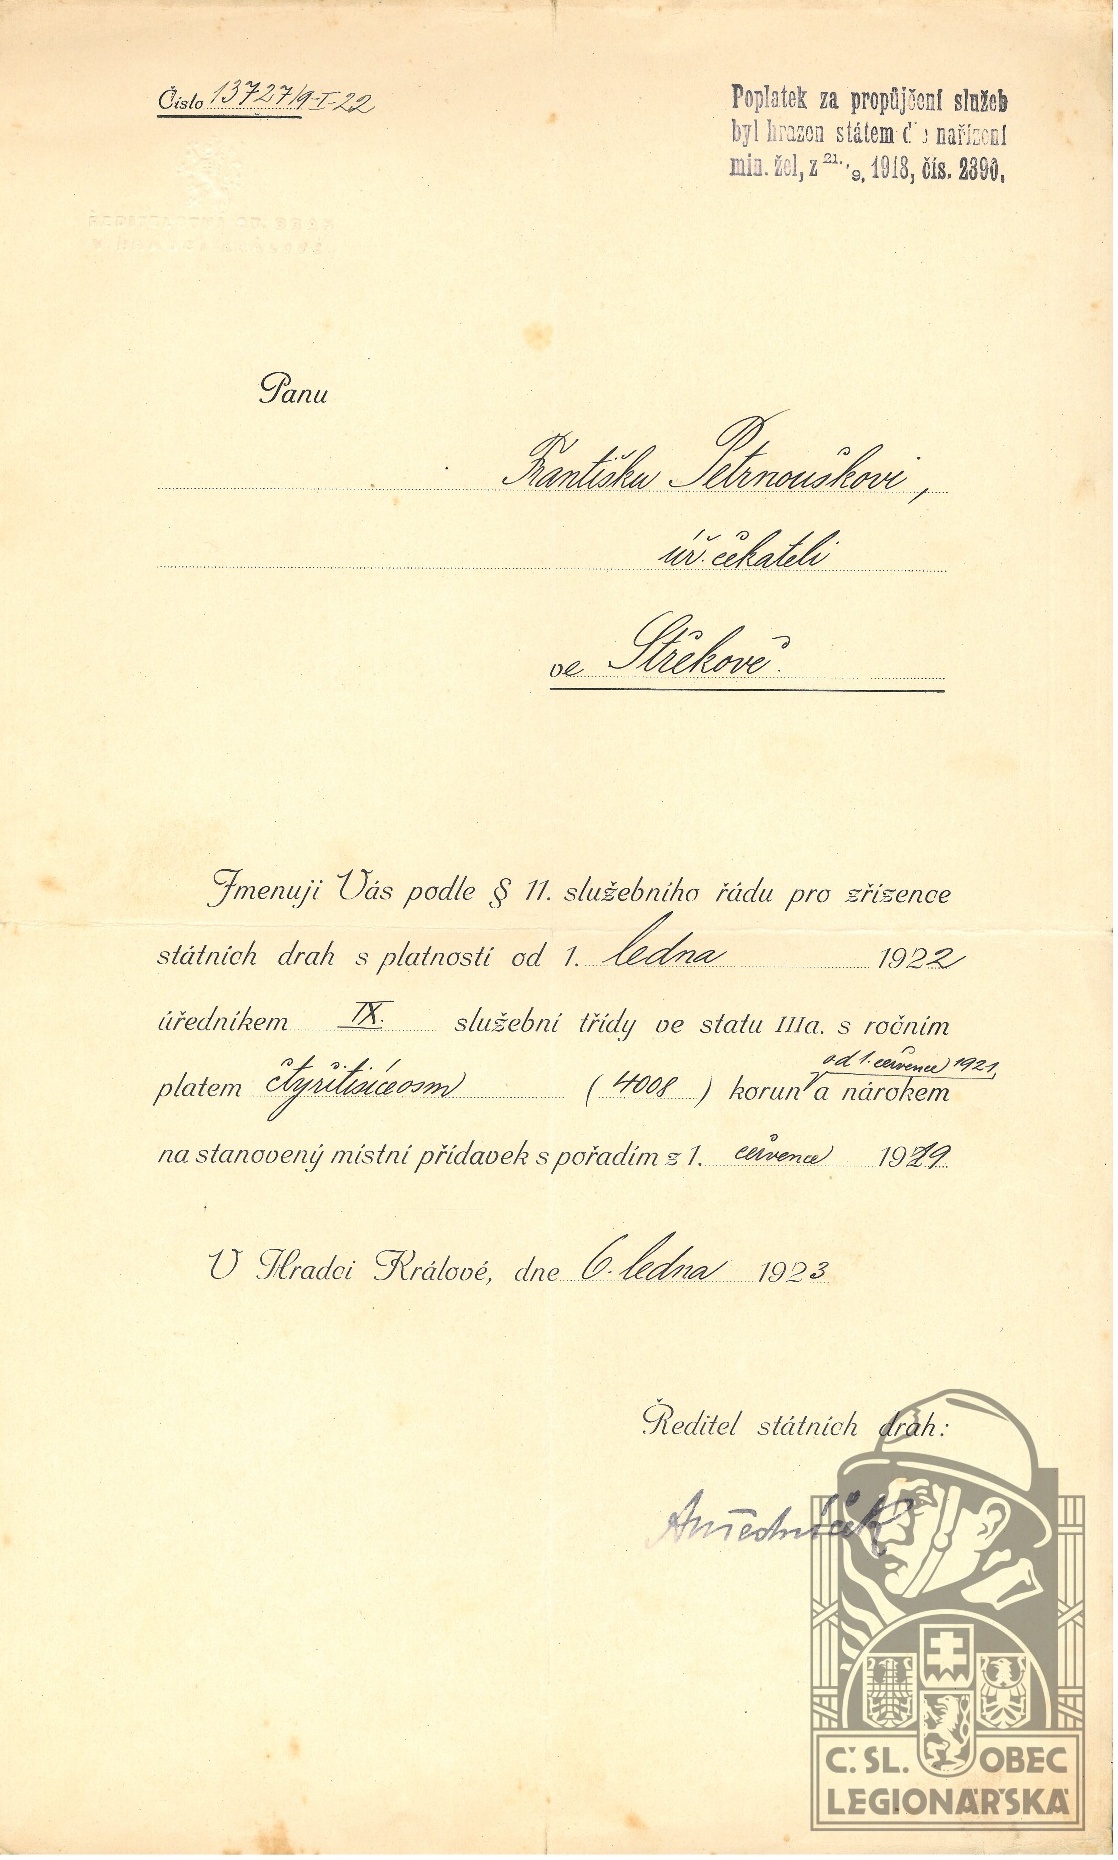 Číslo 13727/9-I-22
Poplatek za propůjčení služeb
byl hrazen státem dle nařízení
min. žel, z 21./9. 1918, čís. 2390.
Panu
Františku Petrnouškovi,
úř. čekateli
ve Střekově.
Jmenuji Vás podle § 11. služebního řádu pro zřízence
státních drah s platností od 1. ledna 1922
úředníkem IX. služební třídy ve statu IIIa. s ročním
od 1. července 1921
platem čtyřitisíceosm (4008) korun a nárokem
na stanovený místní přídavek s pořadím z 1. července 1919
V Hradci Králové, dne 6. ledna 1923
Ředitel státních drah:
Č. SL. OBEC
LEGIONÁŘSKÁ